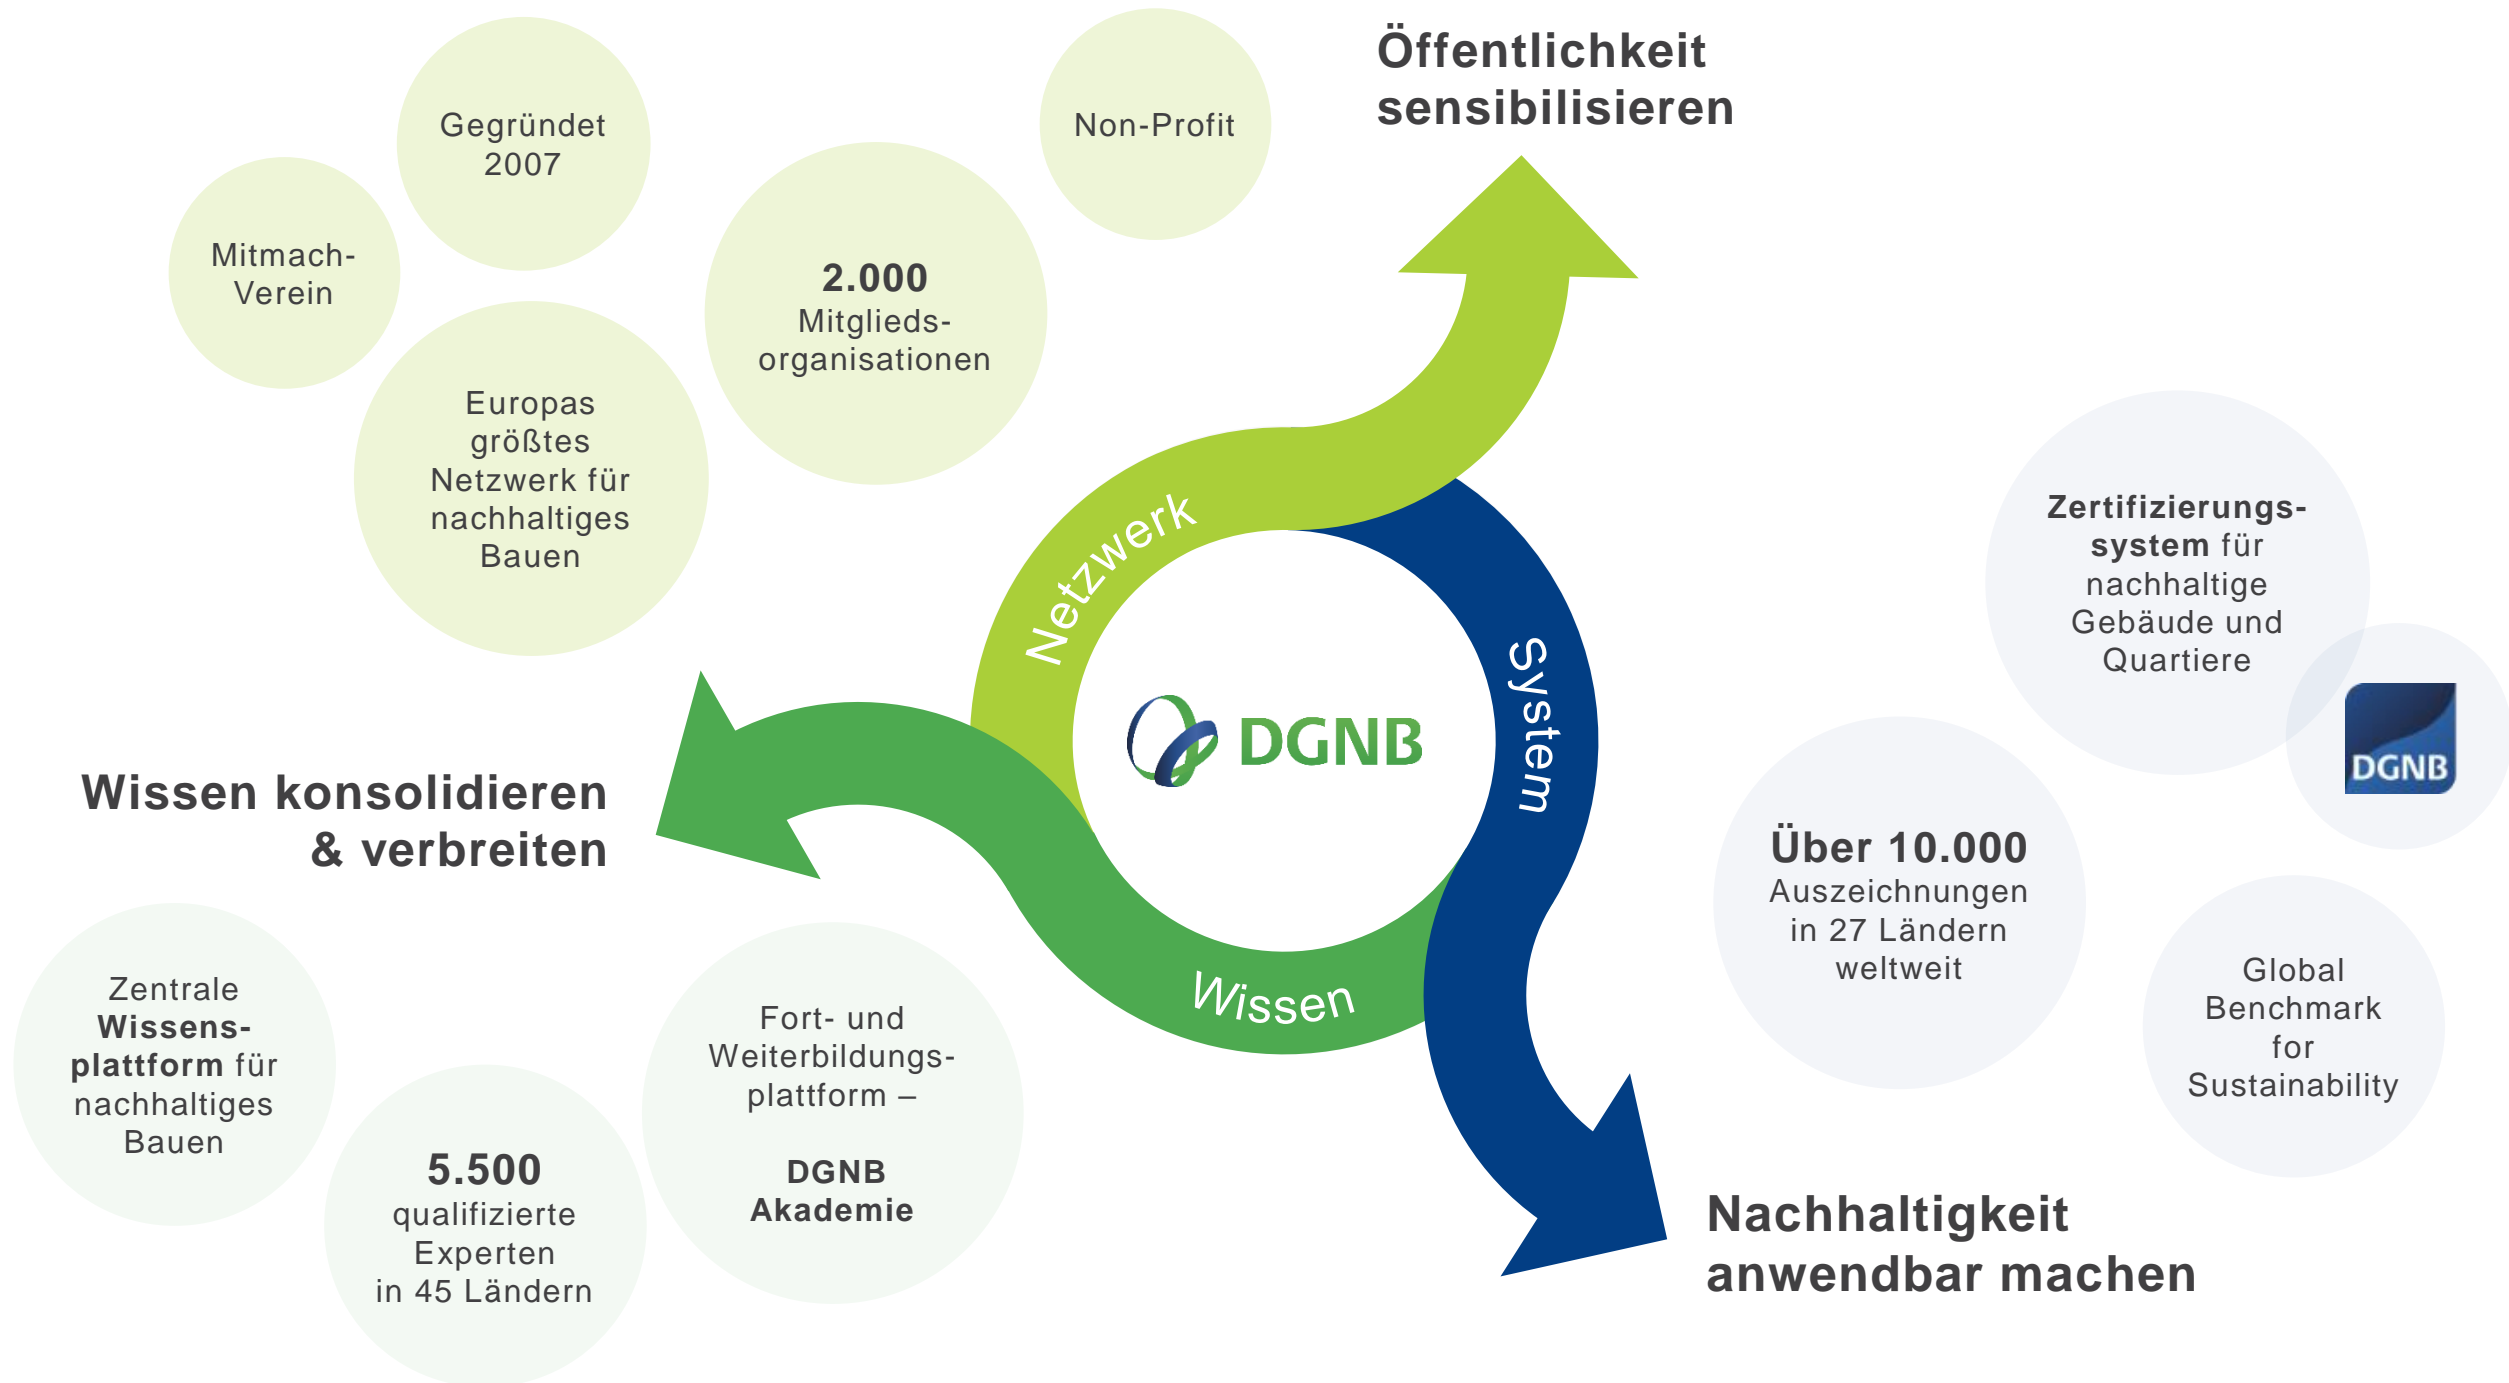 Gegründet
2007
Mitmach-
Verein
Europas
größtes
Netzwerk für
nachhaltiges
Bauen
2.000
Mitglieds-
organisationen
Non-Profit
Öffentlichkeit
sensibilisieren
Netzwerk
System
Wissen
DGNB
Zertifizierungs-
system für
nachhaltige
Gebäude und
Quartiere
DGNB
Über 10.000
Auszeichnungen
in 27 Ländern
weltweit
Global
Benchmark
for
Sustainability
Nachhaltigkeit
anwendbar machen
Wissen konsolidieren
& verbreiten
Zentrale
Wissens-
plattform für
nachhaltiges
Bauen
5.500
qualifizierte
Experten
in 45 Ländern
Fort- und
Weiterbildungs-
plattform –
DGNB
Akademie